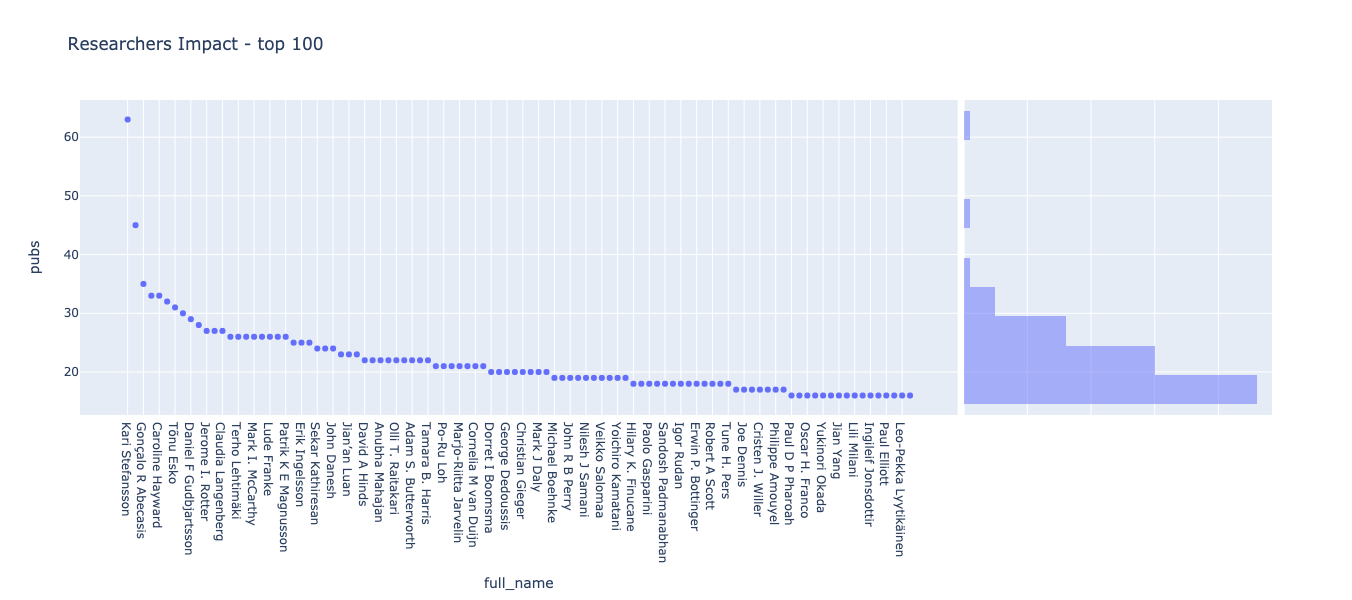 Researchers Impact - top 100
60
50
40
30
20
pqbs
Kari Stefansson
Gonçalo R Abecasis
Caroline Hayward
Tõnu Esko
Daniel F Gudbjartsson
Jerome I. Rotter
Claudia Langenberg
Terho Lehtimäki
Mark I. McCarthy
Lude Franke
Patrik K E Magnusson
Erik Ingelsson
Sekar Kathiresan
John Danesh
Jian'an Luan
David A Hinds
Anubha Mahajan
Olli T. Raitakari
Adam S. Butterworth
Tamara B. Harris
Po-Ru Loh
Marjo-Riitta Jarvelin
Cornelia M van Duijn
Dorret I Boomsma
George Dedoussis
Christian Gieger
Mark J Daly
Michael Boehnke
John R B Perry
Nilesh J Samani
Veikko Salomaa
Yoichiro Kamatani
Hilary K. Finucane
Paolo Gasparini
Sandosh Padmanabhan
Igor Rudan
Erwin P. Bottinger
Robert A Scott
Tune H. Pers
Joe Dennis
Cristen J. Willer
Philippe Amouyel
Paul D P Pharoah
Oscar H. Franco
Yukinori Okada
Jian Yang
Lili Milani
Ingileif Jonsdottir
Paul Elliott
Leo-Pekka Lyytikäinen
full_name